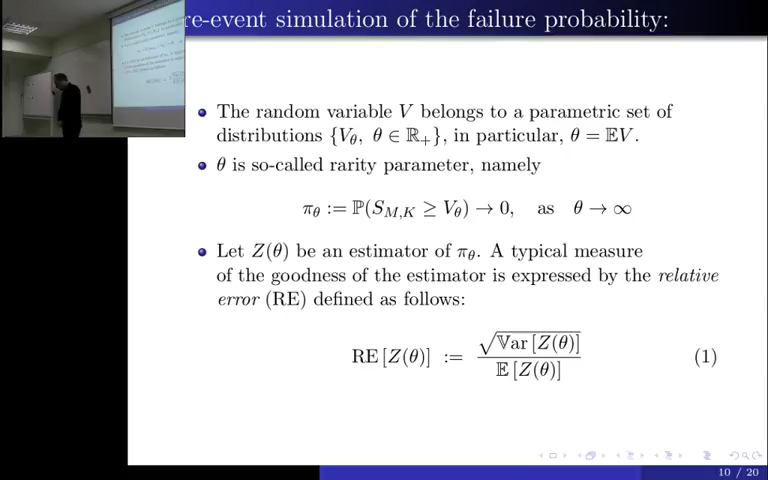 re-event simulation of the failure probability:
The random variable V belongs to a parametric set of
distributions {V_θ, θ ∈ ℝ₊}, in particular, θ = 𝔼V.
θ is so-called rarity parameter, namely
π_θ := ℙ(S_{M,K} ≥ V_θ) → 0, as θ → ∞
Let Z(θ) be an estimator of π_θ. A typical measure
of the goodness of the estimator is expressed by the relative
error (RE) defined as follows:
RE [Z(θ)] := √(𝕍ar [Z(θ)]) / 𝔼 [Z(θ)] (1)
10 / 20